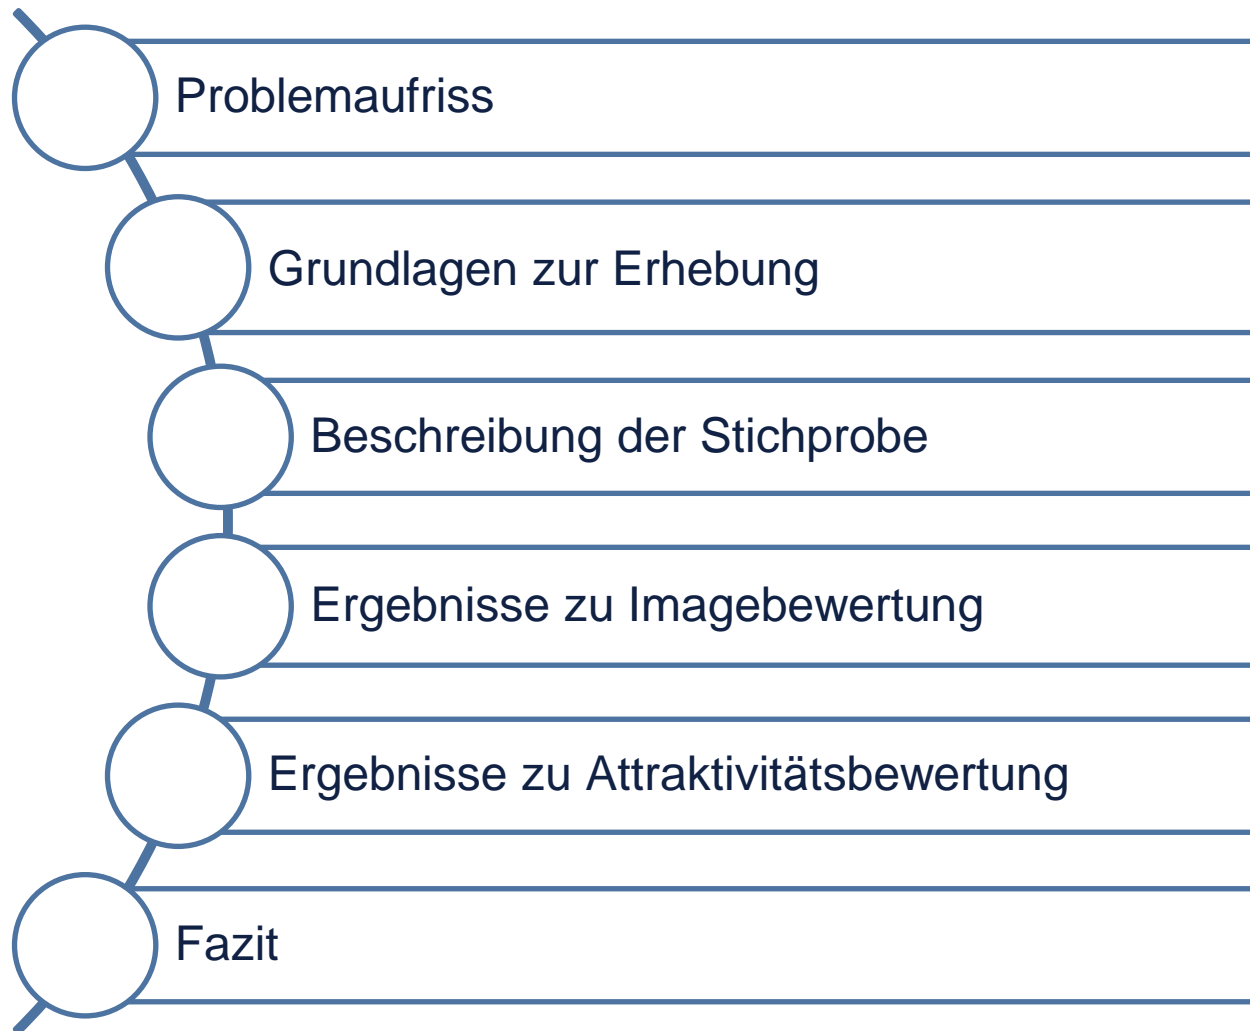 Problemaufriss
Grundlagen zur Erhebung
Beschreibung der Stichprobe
Ergebnisse zu Imagebewertung
Ergebnisse zu Attraktivitätsbewertung
Fazit